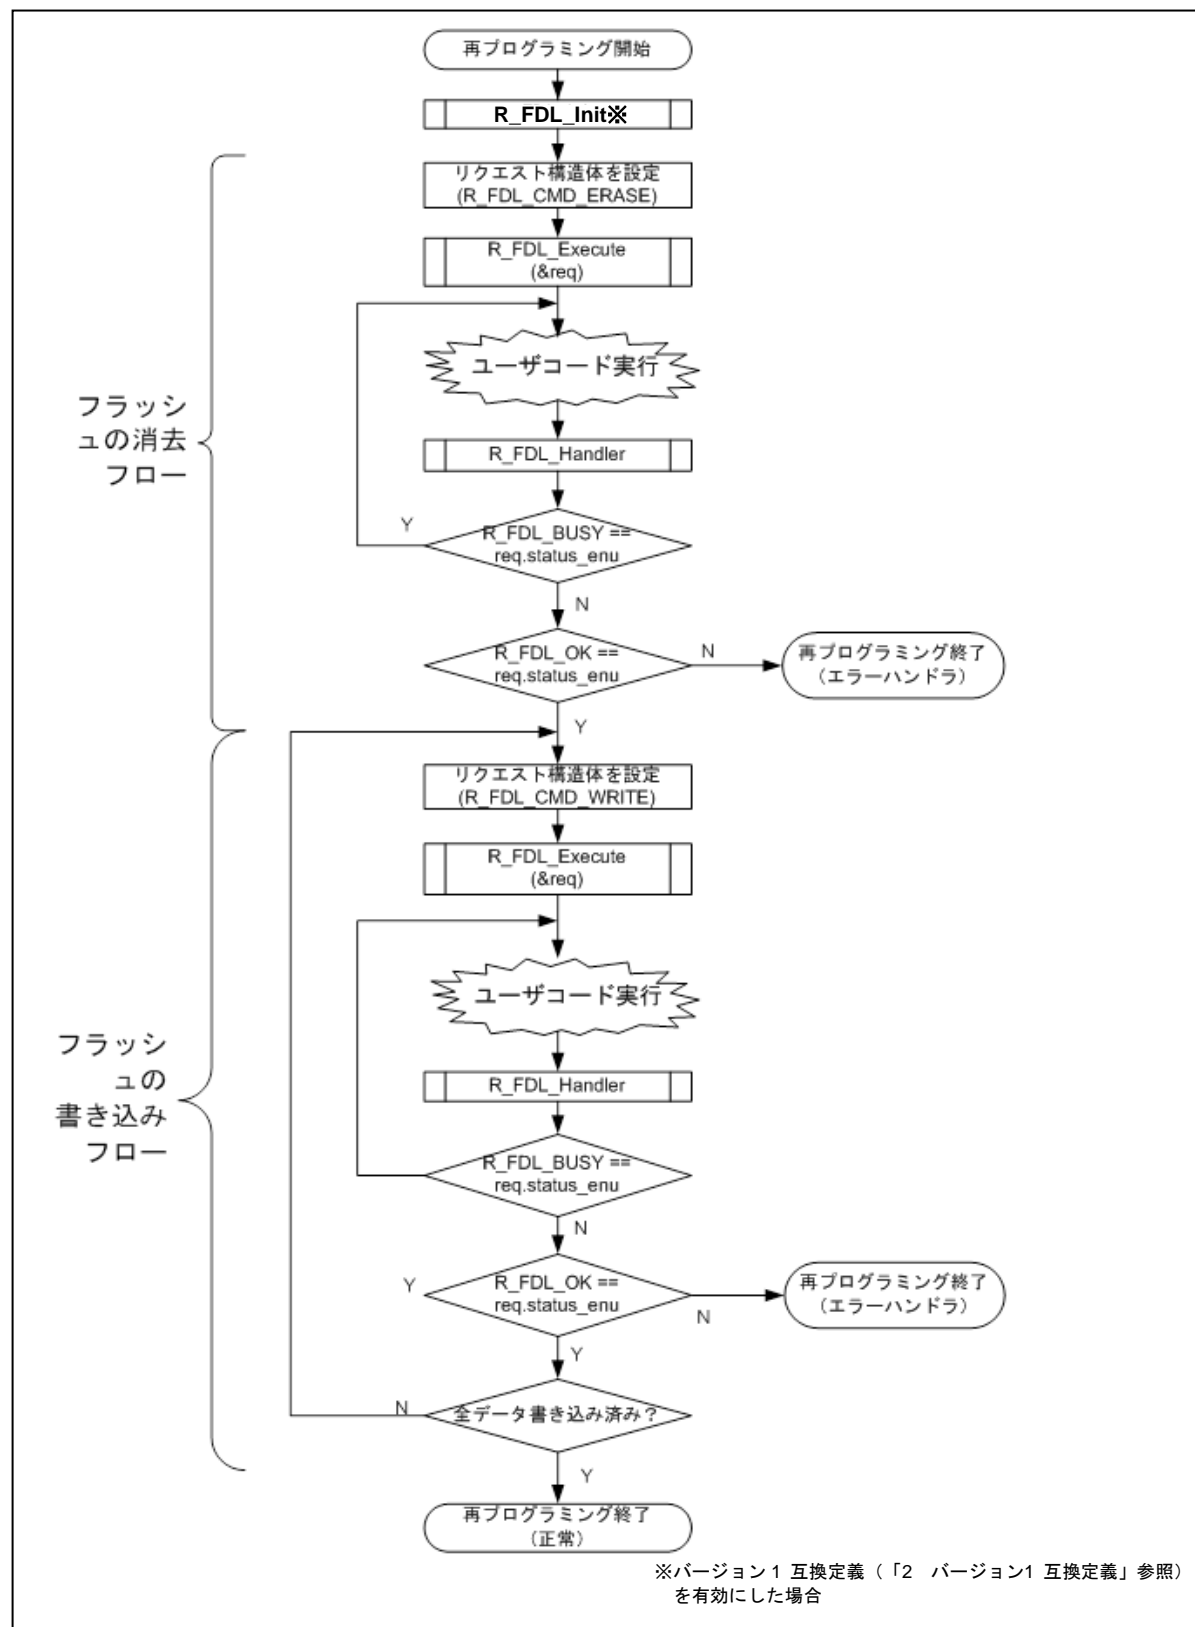 再プログラミング開始
R_FDL_Init※
リクエスト構造体を設定
(R_FDL_CMD_ERASE)
R_FDL_Execute
(&req)
ユーザコード実行
フラッシ
ュの消去
フロー
R_FDL_Handler
Y
R_FDL_BUSY ==
req.status_enu
N
R_FDL_OK ==
req.status_enu
N
再プログラミング終了
（エラーハンドラ）
Y
リクエスト構造体を設定
(R_FDL_CMD_WRITE)
R_FDL_Execute
(&req)
ユーザコード実行
フラッシ
ュの
書き込み
フロー
R_FDL_Handler
R_FDL_BUSY ==
req.status_enu
N
Y
R_FDL_OK ==
req.status_enu
N
再プログラミング終了
（エラーハンドラ）
Y
N
全データ書き込み済み？
Y
再プログラミング終了
（正常）
※バージョン1 互換定義（「2 バージョン1 互換定義」参照）
を有効にした場合